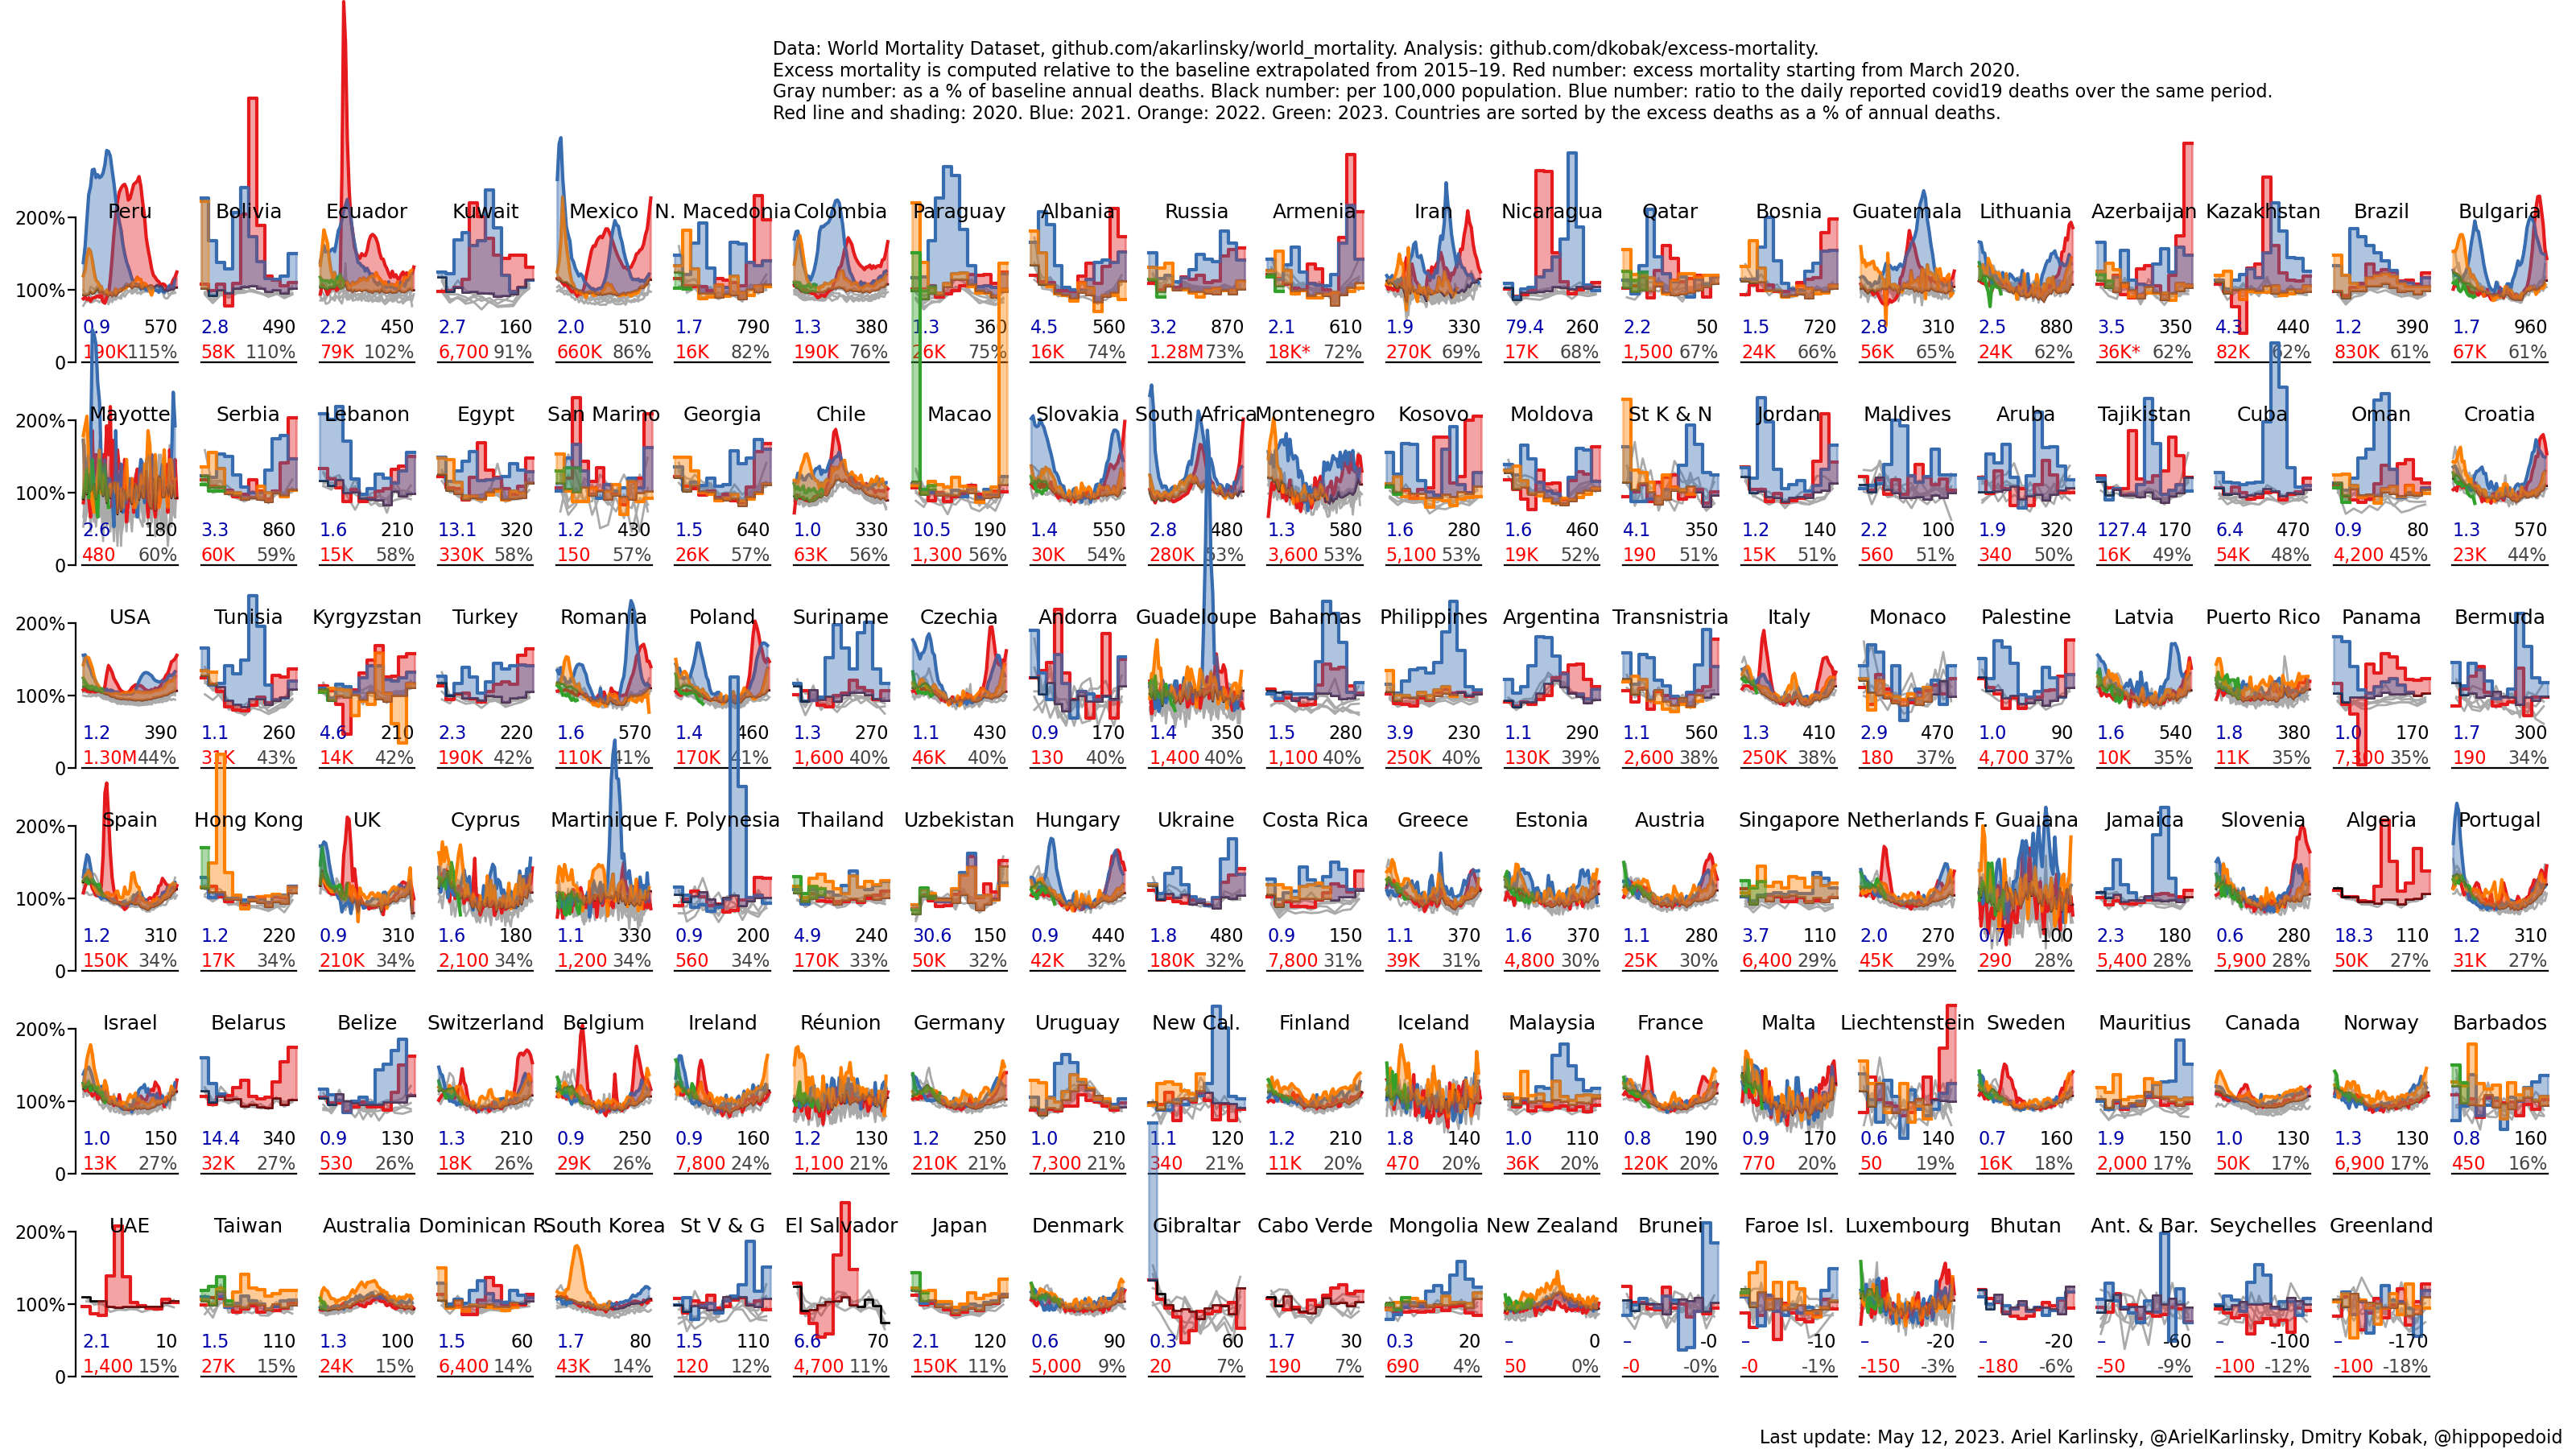 Data: World Mortality Dataset, github.com/akarlinsky/world_mortality. Analysis: github.com/dkobak/excess-mortality.
Excess mortality is computed relative to the baseline extrapolated from 2015–19. Red number: excess mortality starting from March 2020.
Gray number: as a % of baseline annual deaths. Black number: per 100,000 population. Blue number: ratio to the daily reported covid19 deaths over the same period.
Red line and shading: 2020. Blue: 2021. Orange: 2022. Green: 2023. Countries are sorted by the excess deaths as a % of annual deaths.
200% Peru Bolivia Ecuador Kuwait Mexico N. Macedonia Colombia Paraguay Albania Russia Armenia Iran Nicaragua Qatar Bosnia Guatemala Lithuania Azerbaijan Kazakhstan Brazil Bulgaria
100%
0.9 570 2.8 490 2.2 450 2.7 160 2.0 510 1.7 790 1.3 380 1.3 360 4.5 560 3.2 870 2.1 610 1.9 330 79.4 260 2.2 50 1.5 720 2.8 310 2.5 880 3.5 350 4.3 440 1.2 390 1.7 960
0 190K 115% 58K 110% 79K 102% 6,700 91% 660K 86% 16K 82% 190K 76% 26K 75% 16K 74% 1.28M 73% 18K* 72% 270K 69% 17K 68% 1,500 67% 24K 66% 56K 65% 24K 62% 36K* 62% 82K 62% 830K 61% 67K 61%
200% Mayotte Serbia Lebanon Egypt San Marino Georgia Chile Macao Slovakia South Africa Montenegro Kosovo Moldova St K & N Jordan Maldives Aruba Tajikistan Cuba Oman Croatia
100%
2.6 180 3.3 860 1.6 210 13.1 320 1.2 430 1.5 640 1.0 330 10.5 190 1.4 550 2.8 480 1.3 580 1.6 280 1.6 460 4.1 350 1.2 140 2.2 100 1.9 320 127.4 170 6.4 470 0.9 80 1.3 570
0 480 60% 60K 59% 15K 58% 330K 58% 150 57% 26K 57% 63K 56% 1,300 56% 30K 54% 280K 53% 3,600 53% 5,100 53% 19K 52% 190 51% 15K 51% 560 51% 340 50% 16K 49% 54K 48% 4,200 45% 23K 44%
200% USA Tunisia Kyrgyzstan Turkey Romania Poland Suriname Czechia Andorra Guadeloupe Bahamas Philippines Argentina Transnistria Italy Monaco Palestine Latvia Puerto Rico Panama Bermuda
100%
1.2 390 1.1 260 4.6 210 2.3 220 1.6 570 1.4 460 1.3 270 1.1 430 0.9 170 1.4 350 1.5 280 3.9 230 1.1 290 1.1 560 1.3 410 2.9 470 1.0 90 1.6 540 1.8 380 1.0 170 1.7 300
0 1.30M 44% 31K 43% 14K 42% 190K 42% 110K 41% 170K 41% 1,600 40% 46K 40% 130 40% 1,400 40% 1,100 40% 250K 40% 130K 39% 2,600 38% 250K 38% 180 37% 4,700 37% 10K 35% 11K 35% 7,300 35% 190 34%
200% Spain Hong Kong UK Cyprus Martinique F. Polynesia Thailand Uzbekistan Hungary Ukraine Costa Rica Greece Estonia Austria Singapore Netherlands F. Guaiana Jamaica Slovenia Algeria Portugal
100%
1.2 310 1.2 220 0.9 310 1.6 180 1.1 330 0.9 200 4.9 240 30.6 150 0.9 440 1.8 480 0.9 150 1.1 370 1.6 370 1.1 280 3.7 110 2.0 270 0.7 100 2.3 180 0.6 280 18.3 110 1.2 310
0 150K 34% 17K 34% 210K 34% 2,100 34% 1,200 34% 560 34% 170K 33% 50K 32% 42K 32% 180K 32% 7,800 31% 39K 31% 4,800 30% 25K 30% 6,400 29% 45K 29% 290 28% 5,400 28% 5,900 28% 50K 27% 31K 27%
200% Israel Belarus Belize Switzerland Belgium Ireland Réunion Germany Uruguay New Cal. Finland Iceland Malaysia France Malta Liechtenstein Sweden Mauritius Canada Norway Barbados
100%
1.0 150 14.4 340 0.9 130 1.3 210 0.9 250 0.9 160 1.2 130 1.2 250 1.0 210 1.1 120 1.2 210 1.8 140 1.0 110 0.8 190 0.9 170 0.6 140 0.7 160 1.9 150 1.0 130 1.3 130 0.8 160
0 13K 27% 32K 27% 530 26% 18K 26% 29K 26% 7,800 24% 1,100 21% 210K 21% 7,300 21% 340 21% 11K 20% 470 20% 36K 20% 120K 20% 770 20% 50 19% 16K 18% 2,000 17% 50K 17% 6,900 17% 450 16%
200% UAE Taiwan Australia Dominican R. South Korea St V & G El Salvador Japan Denmark Gibraltar Cabo Verde Mongolia New Zealand Brunei Faroe Isl. Luxembourg Bhutan Ant. & Bar. Seychelles Greenland
100%
2.1 10 1.5 110 1.3 100 1.5 60 1.7 80 1.5 110 6.6 70 2.1 120 0.6 90 0.3 60 1.7 30 0.3 20 – 0 – -0 – -10 – -20 – -20 – -60 – -100 – -170
0 1,400 15% 27K 15% 24K 15% 6,400 14% 43K 14% 120 12% 4,700 11% 150K 11% 5,000 9% 20 7% 190 7% 690 4% 50 0% -0 -0% -0 -1% -150 -3% -180 -6% -50 -9% -100 -12% -100 -18%
Last update: May 12, 2023. Ariel Karlinsky, @ArielKarlinsky, Dmitry Kobak, @hippopedoid